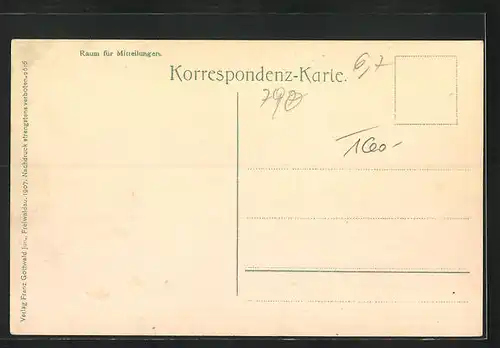 Raum für Mitteilungen.
Korrespondenz-Karte.
6,7
790
1600-
Verlag Franz Gottwald jun., Freiwaldau. 1907. Nachdruck strengstens verboten.